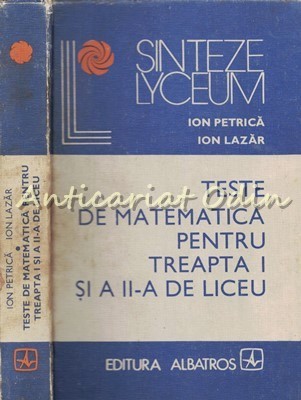 ION PETRICĂ ION LAZĂR
TESTE DE MATEMATICĂ PENTRU
TREAPTA I ȘI A II-A DE LICEU
SINTEZE
LYCEUM
ION PETRICĂ
ION LAZĂR
TESTE
DE MATEMATICĂ
PENTRU
TREAPTA I
ȘI A II-A DE LICEU
Anticariat Odin
EDITURA ALBATROS